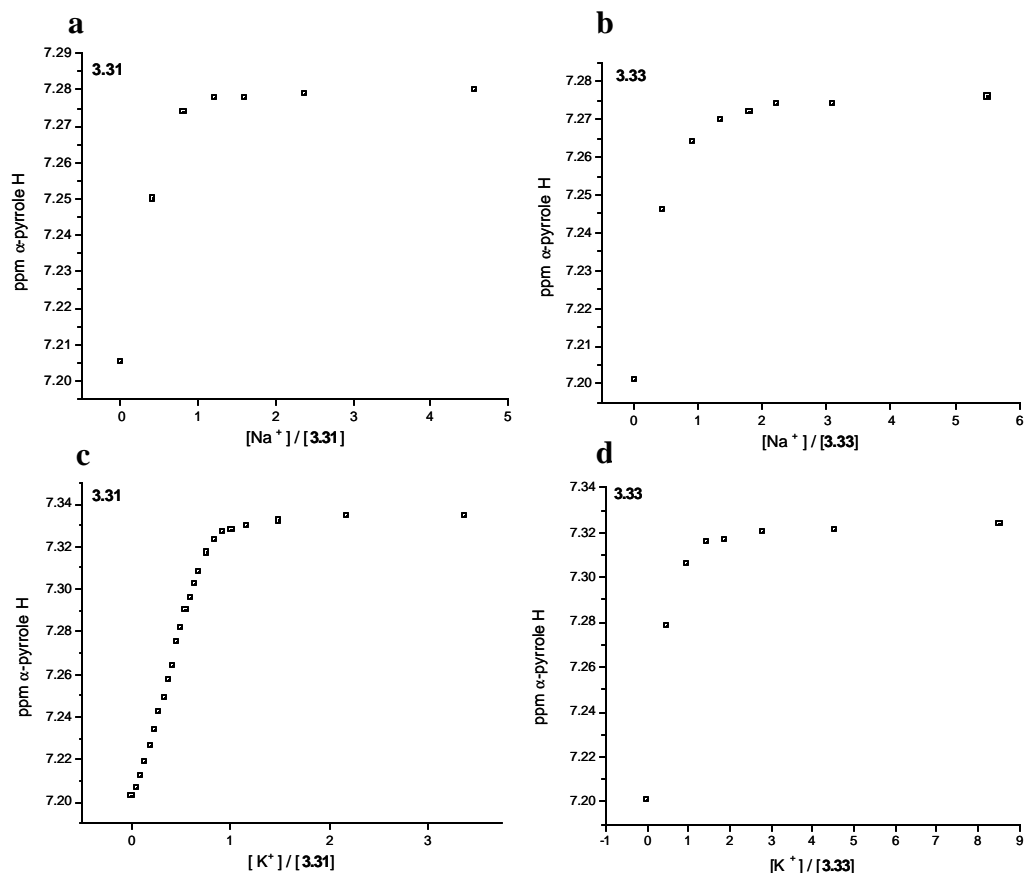 a
3.31
7.29
7.28
7.27
7.26
7.25
7.24
7.23
7.22
7.21
7.20
ppm α-pyrrole H
0 1 2 3 4 5
[Na⁺] / [3.31]
b
3.33
7.28
7.27
7.26
7.25
7.24
7.23
7.22
7.21
7.20
ppm α-pyrrole H
0 1 2 3 4 5 6
[Na⁺] / [3.33]
c
3.31
7.34
7.32
7.30
7.28
7.26
7.24
7.22
7.20
ppm α-pyrrole H
0 1 2 3
[K⁺] / [3.31]
d
3.33
7.34
7.32
7.30
7.28
7.26
7.24
7.22
7.20
ppm α-pyrrole H
-1 0 1 2 3 4 5 6 7 8 9
[K⁺] / [3.33]